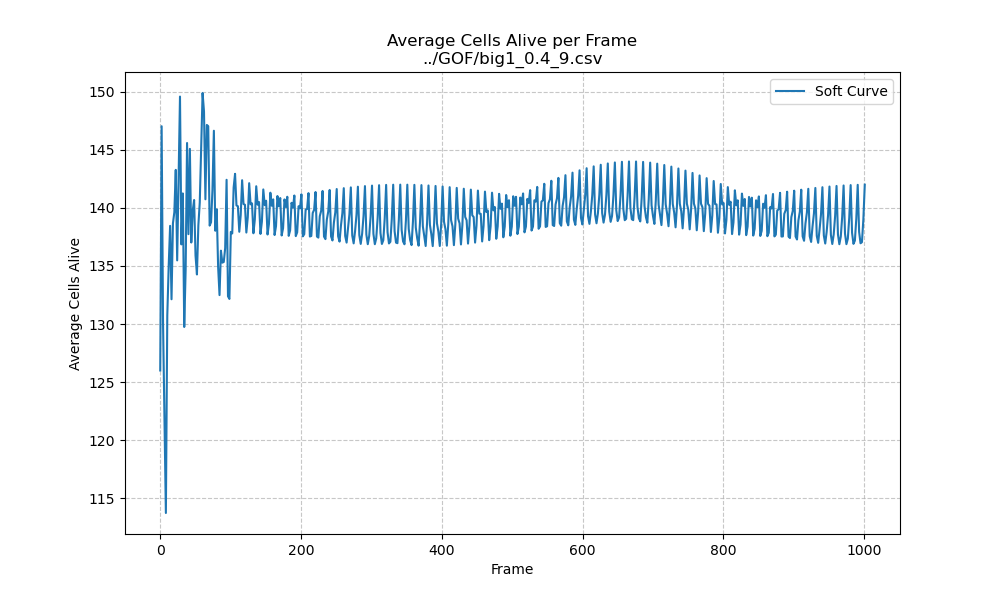 Average Cells Alive per Frame
../GOF/big1_0.4_9.csv
Soft Curve
Average Cells Alive
150
145
140
135
130
125
120
115
0 200 400 600 800 1000
Frame